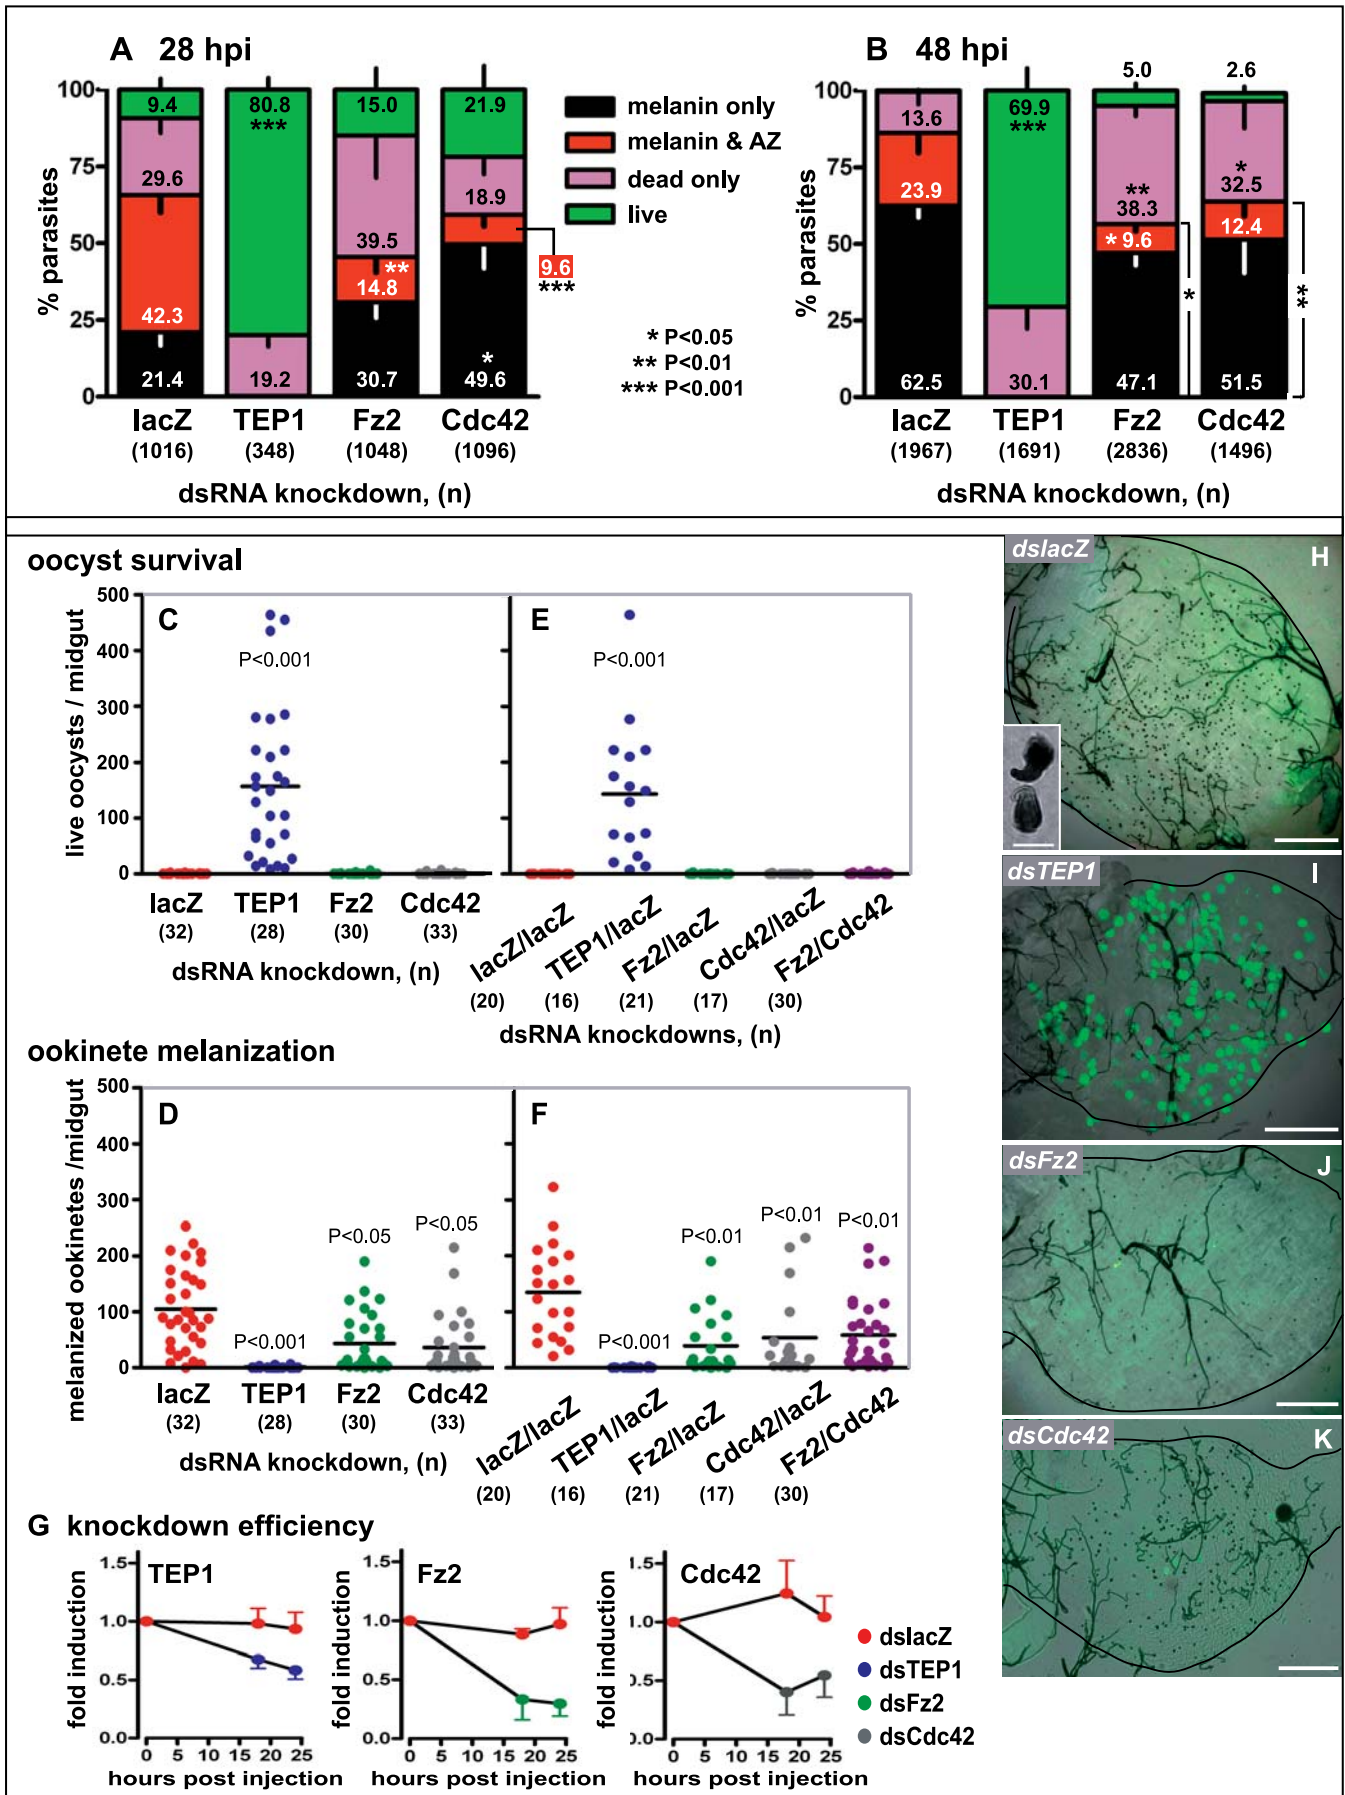 A 28 hpi
% parasites
100
75
50
25
0
9.4
29.6
42.3
21.4
80.8
***
19.2
15.0
39.5
**
14.8
30.7
21.9
18.9
9.6
***
*
49.6
lacZ TEP1 Fz2 Cdc42
(1016) (348) (1048) (1096)
dsRNA knockdown, (n)
melanin only
melanin & AZ
dead only
live
* P<0.05
** P<0.01
*** P<0.001
B 48 hpi
% parasites
100
75
50
25
0
13.6
23.9
62.5
69.9
***
30.1
5.0
**
38.3
* 9.6
47.1
*
2.6
*
32.5
12.4
51.5
**
lacZ TEP1 Fz2 Cdc42
(1967) (1691) (2836) (1496)
dsRNA knockdown, (n)
oocyst survival
live oocysts / midgut
500
400
300
200
100
0
C
P<0.001
lacZ TEP1 Fz2 Cdc42
(32) (28) (30) (33)
dsRNA knockdown, (n)
E
P<0.001
lacZ/lacZ TEP1/lacZ Fz2/lacZ Cdc42/lacZ Fz2/Cdc42
(20) (16) (21) (17) (30)
dsRNA knockdowns, (n)
ookinete melanization
melanized ookinetes /midgut
500
400
300
200
100
0
D
P<0.001
P<0.05
P<0.05
lacZ TEP1 Fz2 Cdc42
(32) (28) (30) (33)
dsRNA knockdown, (n)
F
P<0.001
P<0.01
P<0.01
P<0.01
lacZ/lacZ TEP1/lacZ Fz2/lacZ Cdc42/lacZ Fz2/Cdc42
(20) (16) (21) (17) (30)
G knockdown efficiency
fold induction
1.5
1.0
0.5
0.0
TEP1
0 5 10 15 20 25
hours post injection
fold induction
1.5
1.0
0.5
0.0
Fz2
0 5 10 15 20 25
hours post injection
fold induction
1.5
1.0
0.5
0.0
Cdc42
0 5 10 15 20 25
hours post injection
dslacZ
dsTEP1
dsFz2
dsCdc42
dslacZ H
dsTEP1 I
dsFz2 J
dsCdc42 K